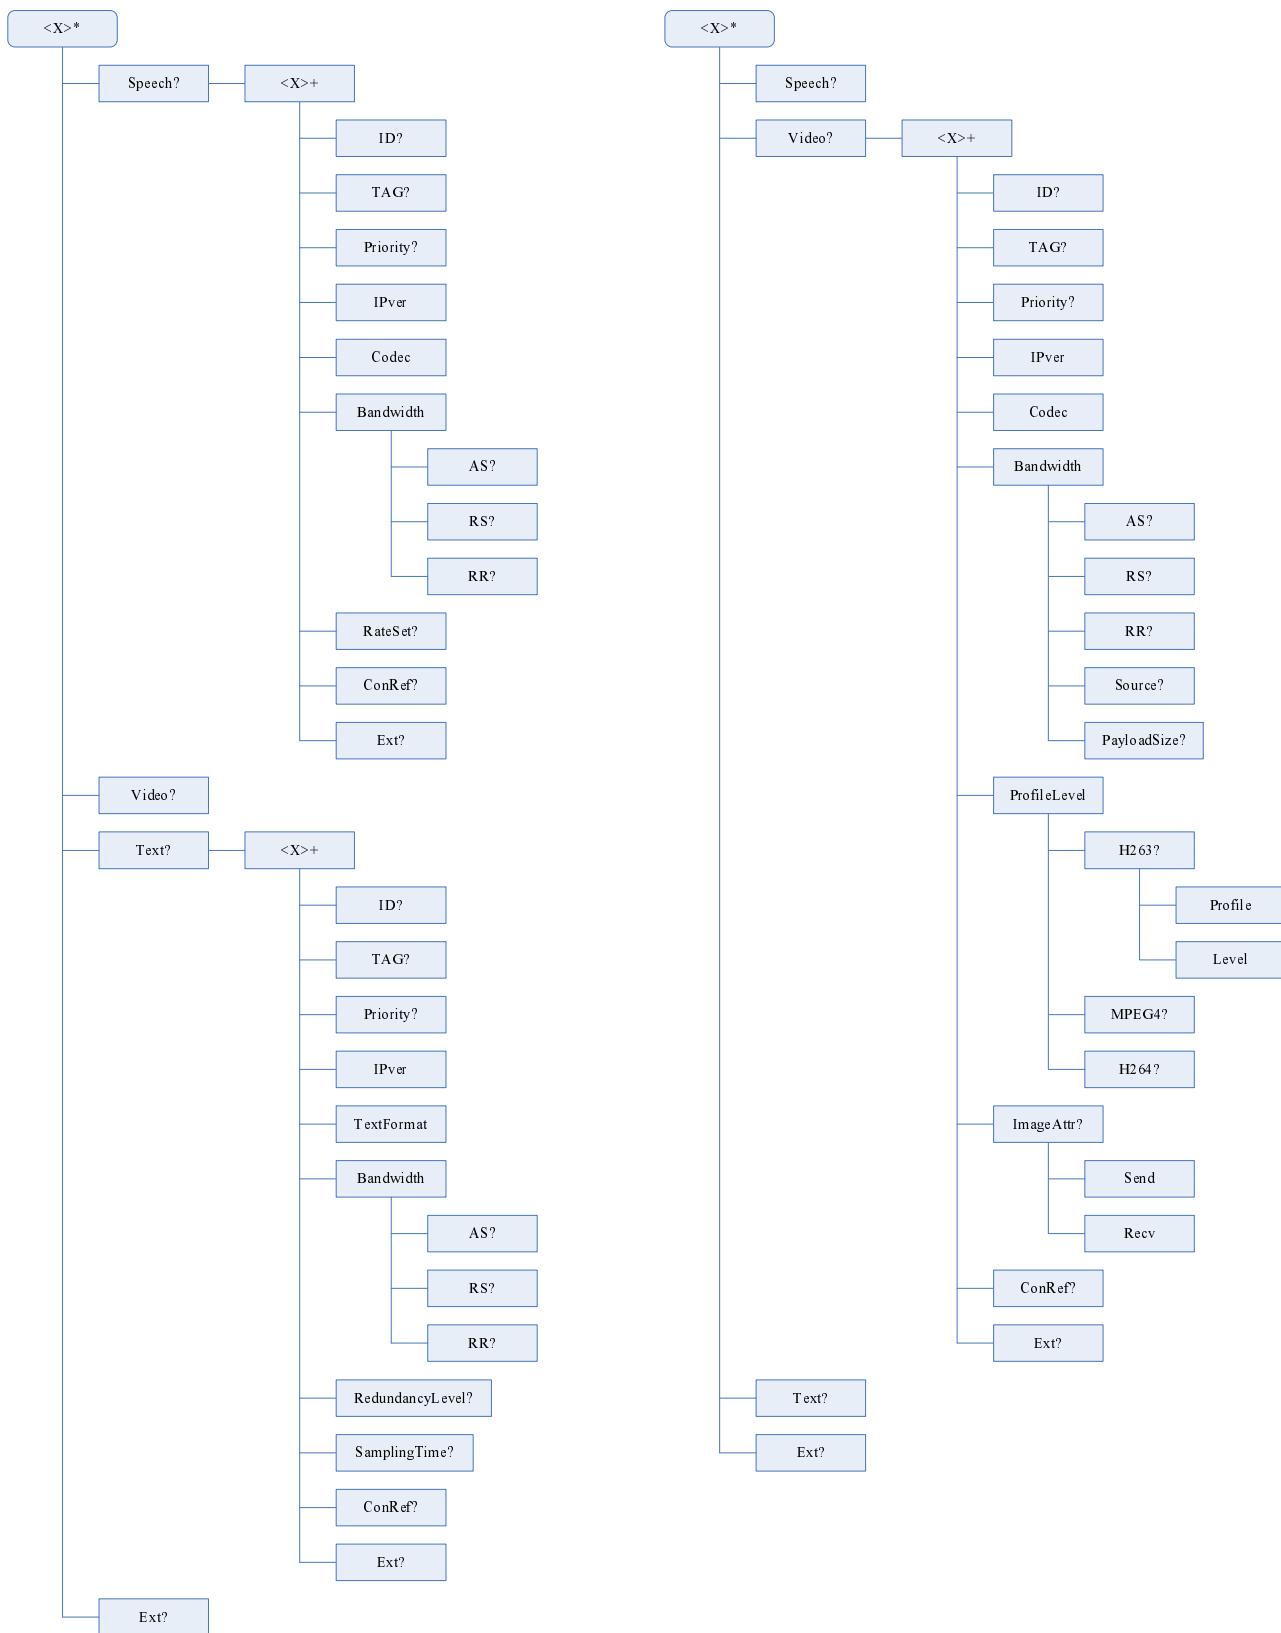 <X>*
Speech?
<X>+
ID?
TAG?
Priority?
IPver
Codec
Bandwidth
AS?
RS?
RR?
RateSet?
ConRef?
Ext?
Video?
Text?
<X>+
ID?
TAG?
Priority?
IPver
TextFormat
Bandwidth
AS?
RS?
RR?
RedundancyLevel?
SamplingTime?
ConRef?
Ext?
Ext?
<X>*
Speech?
Video?
<X>+
ID?
TAG?
Priority?
IPver
Codec
Bandwidth
AS?
RS?
RR?
Source?
PayloadSize?
ProfileLevel
H263?
Profile
Level
MPEG4?
H264?
ImageAttr?
Send
Recv
ConRef?
Ext?
Text?
Ext?